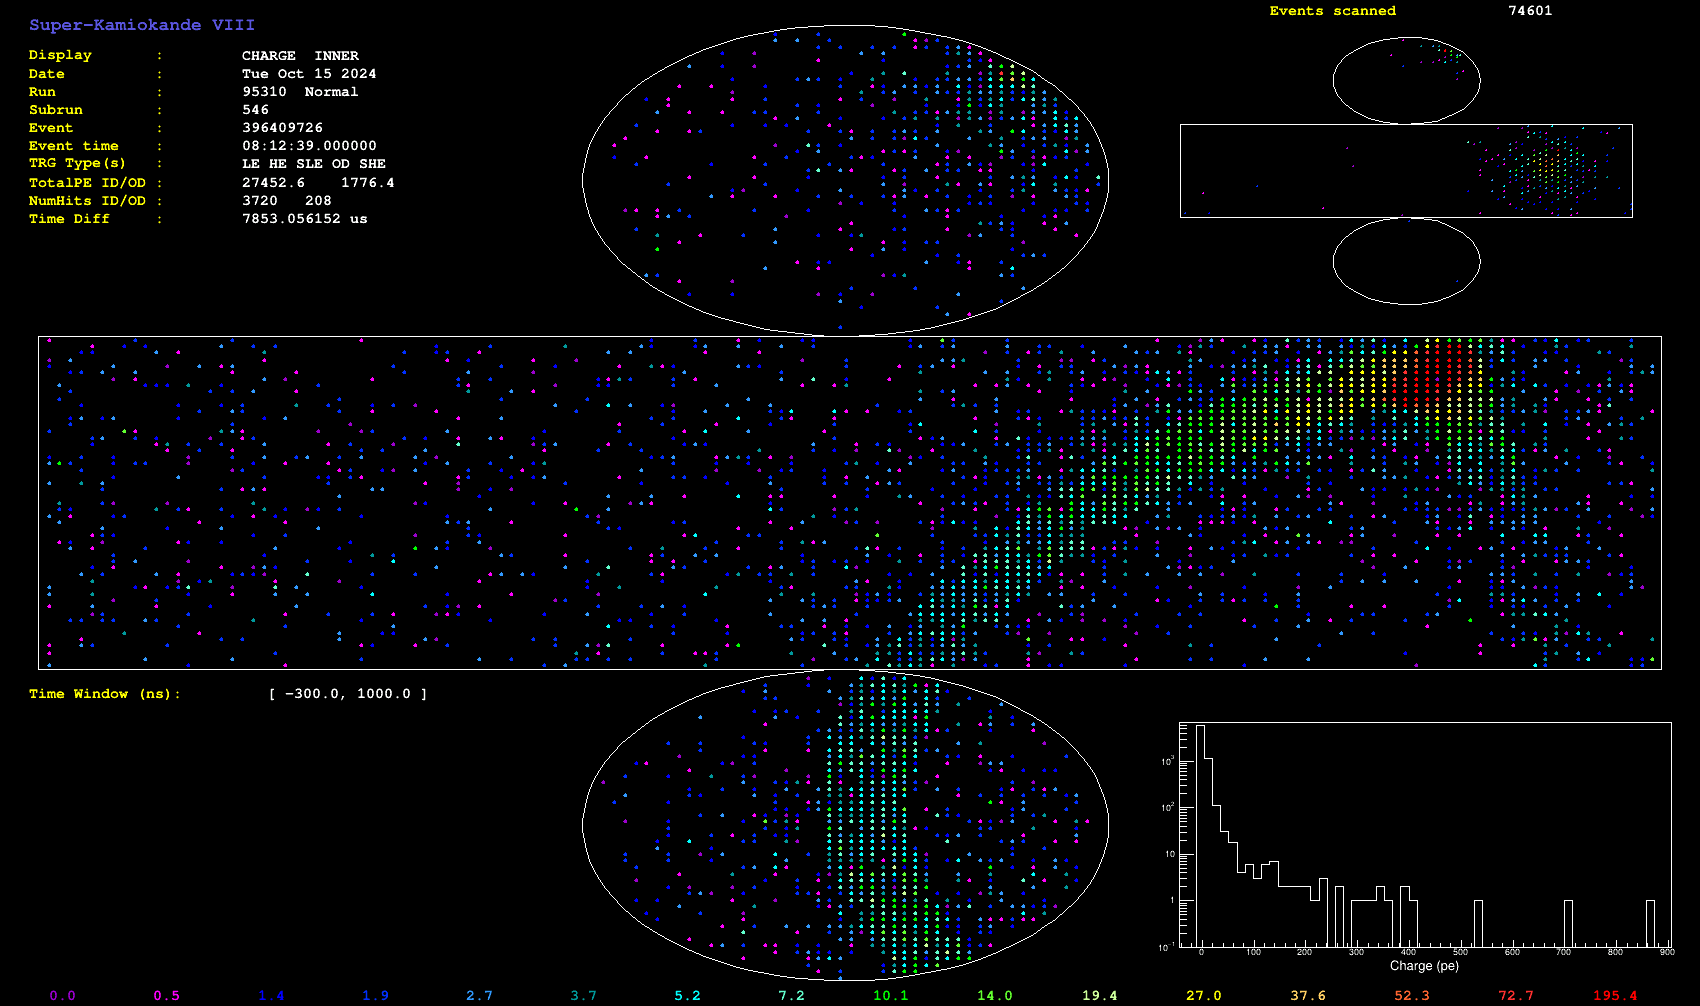 Super-Kamiokande VIII
Events scanned 74601
Display : CHARGE INNER
Date : Tue Oct 15 2024
Run : 95310 Normal
Subrun : 546
Event : 396409726
Event time : 08:12:39.000000
TRG Type(s) : LE HE SLE OD SHE
TotalPE ID/OD : 27452.6 1776.4
NumHits ID/OD : 3720 208
Time Diff : 7853.056152 us
Time Window (ns): [ -300.0, 1000.0 ]
10³
10²
10
1
10⁻¹
0 100 200 300 400 500 600 700 800 900
Charge (pe)
0.0 0.5 1.4 1.9 2.7 3.7 5.2 7.2 10.1 14.0 19.4 27.0 37.6 52.3 72.7 195.4